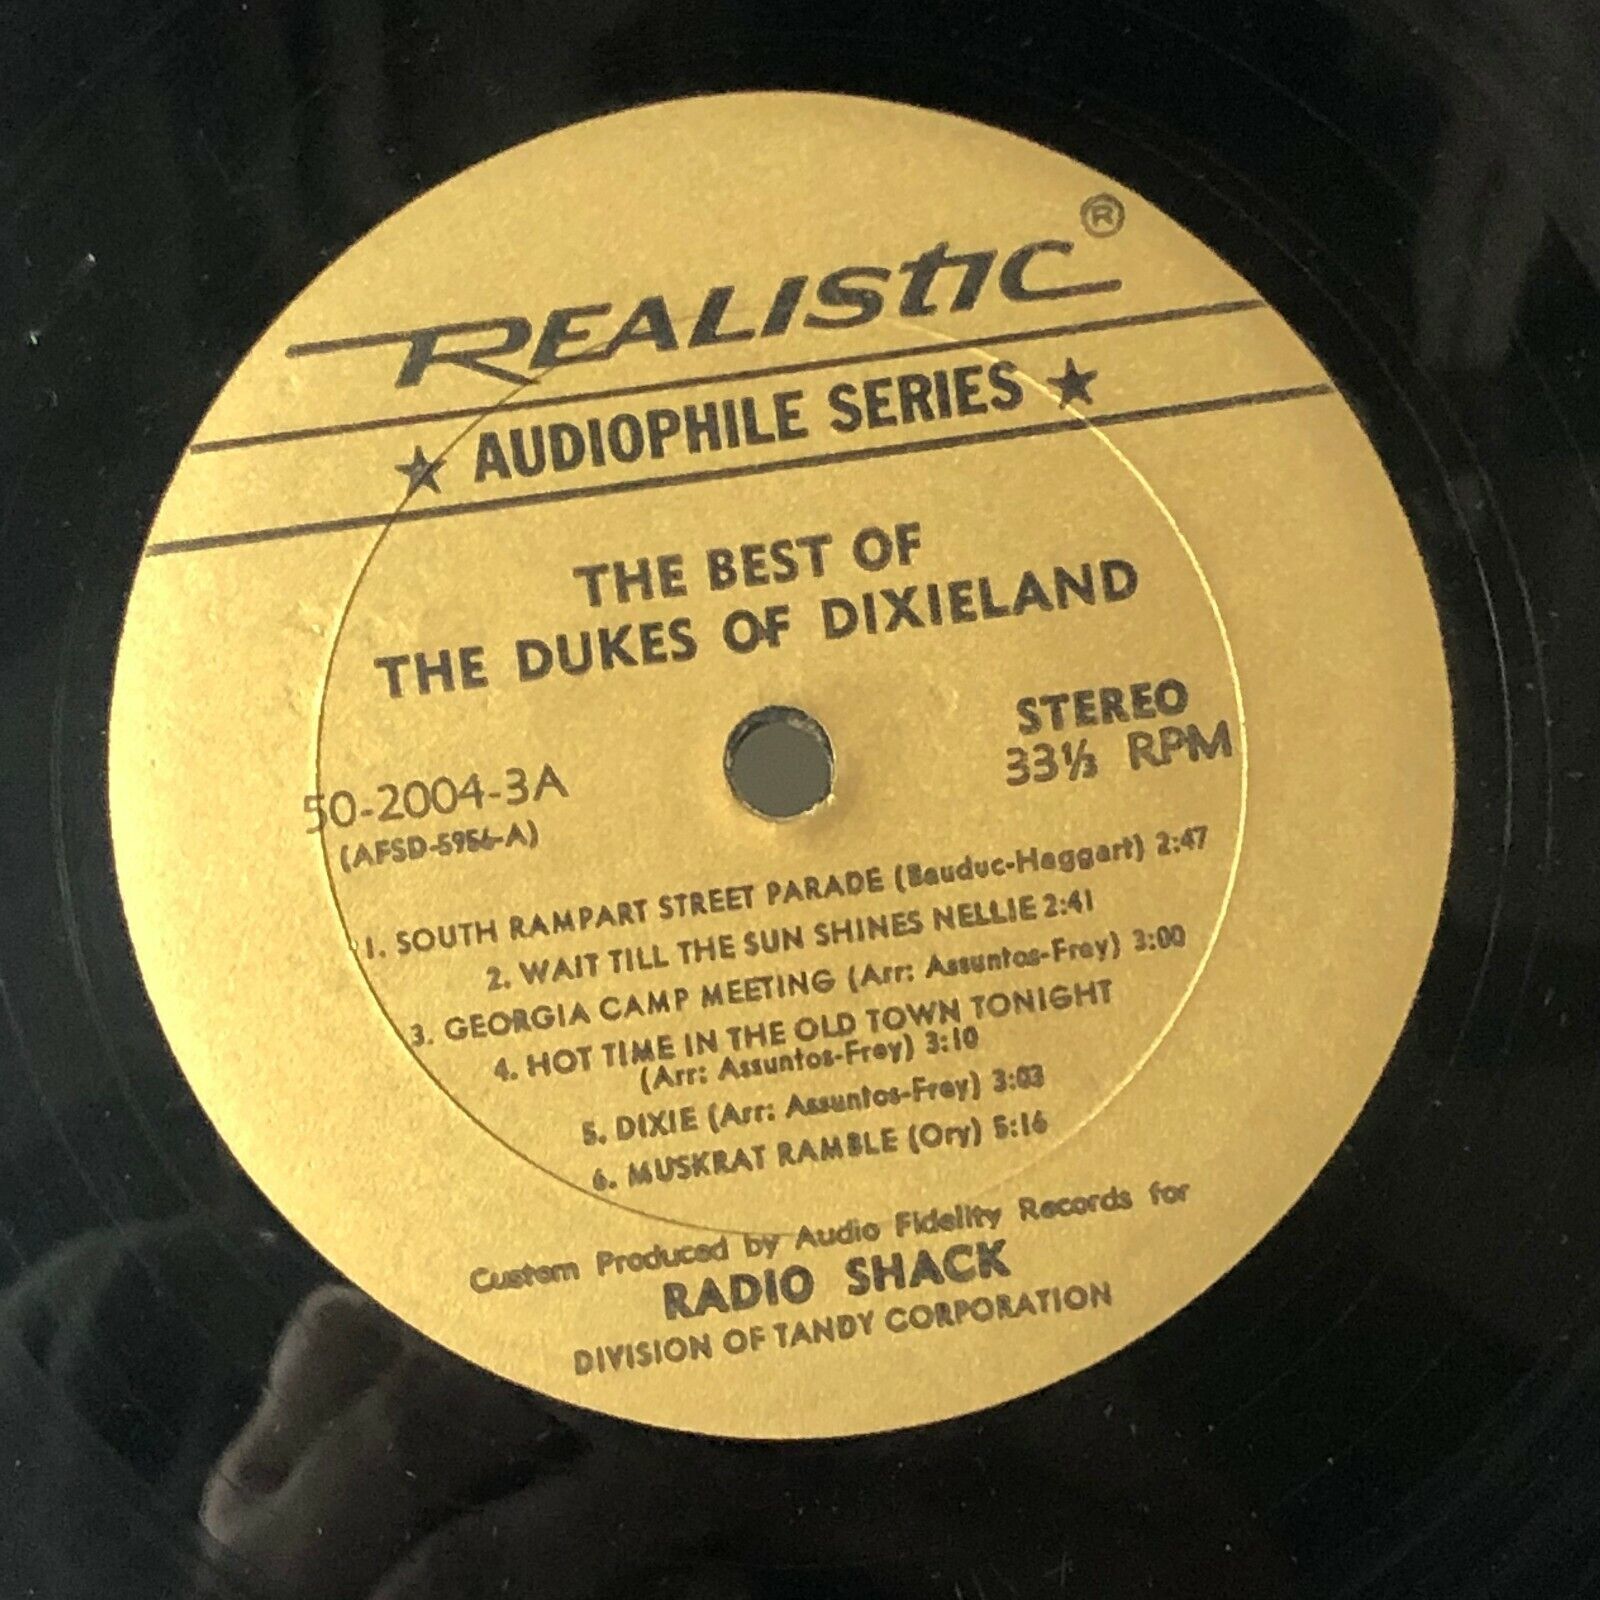 REALISTIC®
★ AUDIOPHILE SERIES ★
THE BEST OF
THE DUKES OF DIXIELAND
STEREO
33⅓ RPM
50-2004-3A
(AFSD-5956-A)
1. SOUTH RAMPART STREET PARADE (Bauduc-Haggart) 2:47
2. WAIT TILL THE SUN SHINES NELLIE 2:41
3. GEORGIA CAMP MEETING (Arr: Assuntos-Frey) 3:00
4. HOT TIME IN THE OLD TOWN TONIGHT
(Arr: Assuntos-Frey) 3:10
5. DIXIE (Arr: Assuntos-Frey) 3:03
6. MUSKRAT RAMBLE (Ory) 5:16
Custom Produced by Audio Fidelity Records for
RADIO SHACK
DIVISION OF TANDY CORPORATION